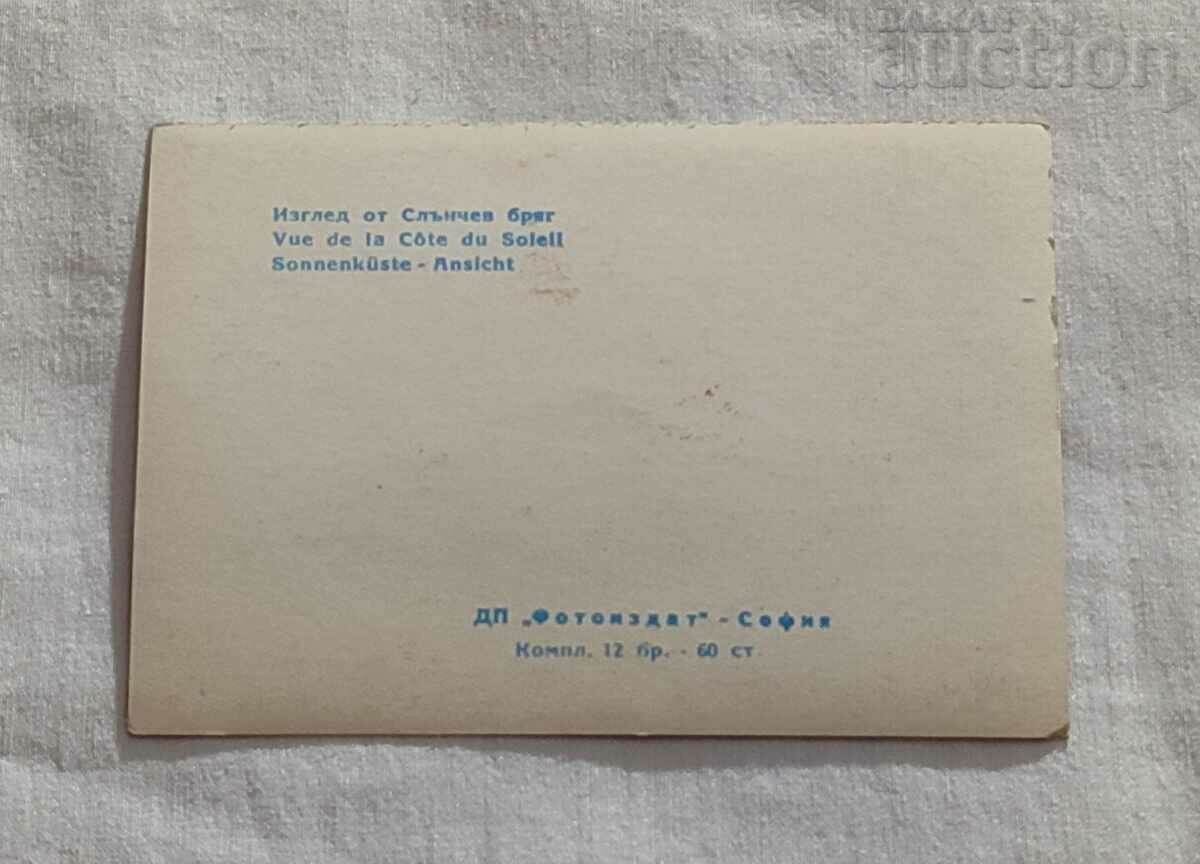 BALKAN
auction
Изглед от Слънчев бряг
Vue de la Côte du Soleil
Sonnenküste - Ansicht
ДП „Фотоиздат" - София
Компл. 12 бр. - 60 ст.